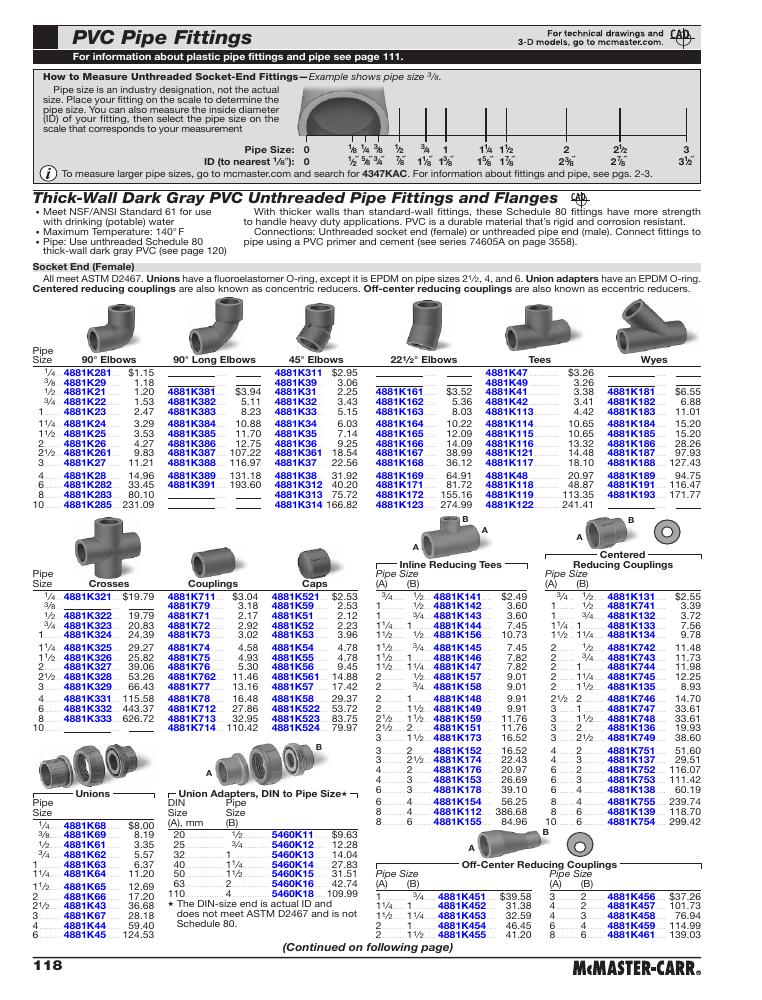 PVC Pipe Fittings
For technical drawings and
3-D models, go to mcmaster.com.
CAD
For information about plastic pipe fittings and pipe see page 111.
How to Measure Unthreaded Socket-End Fittings—Example shows pipe size 3/8.
Pipe size is an industry designation, not the actual
size. Place your fitting on the scale to determine the
pipe size. You can also measure the inside diameter
(ID) of your fitting, then select the pipe size on the
scale that corresponds to your measurement
Pipe Size: 0 1/8 1/4 3/8 1/2 3/4 1 1 1/4 1 1/2 2 2 1/2 3
ID (to nearest 1/8"): 0 1/2" 5/8" 3/4" 7/8" 1 1/8" 1 3/8" 1 5/8" 1 7/8" 2 3/8" 2 7/8" 3 1/2"
i To measure larger pipe sizes, go to mcmaster.com and search for 4347KAC. For information about fittings and pipe, see pgs. 2-3.
Thick-Wall Dark Gray PVC Unthreaded Pipe Fittings and Flanges CAD
• Meet NSF/ANSI Standard 61 for use
with drinking (potable) water
• Maximum Temperature: 140° F
• Pipe: Use unthreaded Schedule 80
thick-wall dark gray PVC (see page 120)
With thicker walls than standard-wall fittings, these Schedule 80 fittings have more strength
to handle heavy duty applications. PVC is a durable material that's rigid and corrosion resistant.
Connections: Unthreaded socket end (female) or unthreaded pipe end (male). Connect fittings to
pipe using a PVC primer and cement (see series 74605A on page 3558).
Socket End (Female)
All meet ASTM D2467. Unions have a fluoroelastomer O-ring, except it is EPDM on pipe sizes 2 1/2, 4, and 6. Union adapters have an EPDM O-ring.
Centered reducing couplings are also known as concentric reducers. Off-center reducing couplings are also known as eccentric reducers.
Pipe
Size 90° Elbows 90° Long Elbows 45° Elbows 22 1/2° Elbows Tees Wyes
1/4 4881K281 $1.15 4881K311 $2.95 4881K47 $3.26
3/8 4881K29 1.18 4881K39 3.06 4881K49 3.26
1/2 4881K21 1.20 4881K381 $3.94 4881K31 2.25 4881K161 $3.52 4881K41 3.38 4881K181 $6.55
3/4 4881K22 1.53 4881K382 5.11 4881K32 3.43 4881K162 5.36 4881K42 3.41 4881K182 6.88
1 4881K23 2.47 4881K383 8.23 4881K33 5.15 4881K163 8.03 4881K113 4.42 4881K183 11.01
1 1/4 4881K24 3.29 4881K384 10.88 4881K34 6.03 4881K164 10.22 4881K114 10.65 4881K184 15.20
1 1/2 4881K25 3.53 4881K385 11.70 4881K35 7.14 4881K165 12.09 4881K115 10.65 4881K185 15.20
2 4881K26 4.27 4881K386 12.75 4881K36 9.25 4881K166 14.09 4881K116 13.32 4881K186 28.26
2 1/2 4881K261 9.83 4881K387 107.22 4881K361 18.54 4881K167 38.99 4881K121 14.48 4881K187 97.93
3 4881K27 11.21 4881K388 116.97 4881K37 22.56 4881K168 36.12 4881K117 18.10 4881K188 127.43
4 4881K28 14.96 4881K389 131.18 4881K38 31.92 4881K169 64.91 4881K48 20.97 4881K189 94.75
6 4881K282 33.45 4881K391 193.60 4881K312 40.20 4881K171 81.72 4881K118 48.87 4881K191 116.47
8 4881K283 80.10 4881K313 75.72 4881K172 155.16 4881K119 113.35 4881K193 171.77
10 4881K285 231.09 4881K314 166.82 4881K123 274.99 4881K122 241.41
Pipe
Size Crosses Couplings Caps
1/4 4881K321 $19.79 4881K711 $3.04 4881K521 $2.53
3/8 4881K79 3.18 4881K59 2.53
1/2 4881K322 19.79 4881K71 2.17 4881K51 2.12
3/4 4881K323 20.83 4881K72 2.92 4881K52 2.23
1 4881K324 24.39 4881K73 3.02 4881K53 3.96
1 1/4 4881K325 29.27 4881K74 4.58 4881K54 4.78
1 1/2 4881K326 25.82 4881K75 4.93 4881K55 4.78
2 4881K327 39.06 4881K76 5.30 4881K56 9.45
2 1/2 4881K328 53.26 4881K762 11.46 4881K561 14.88
3 4881K329 66.43 4881K77 13.16 4881K57 17.42
4 4881K331 115.58 4881K78 16.48 4881K58 29.37
6 4881K332 443.37 4881K712 27.86 4881K522 53.72
8 4881K333 626.72 4881K713 32.95 4881K523 83.75
10 4881K714 110.42 4881K524 79.97
B
A A
Inline Reducing Tees
Pipe Size
(A) (B)
3/4 1/2 4881K141 $2.49
1 1/2 4881K142 3.60
1 3/4 4881K143 3.60
1 1/4 1 4881K144 7.45
1 1/2 1/2 4881K156 10.73
1 1/2 3/4 4881K145 7.45
1 1/2 1 4881K146 7.82
1 1/2 1 1/4 4881K147 7.82
2 1/2 4881K157 9.01
2 3/4 4881K158 9.01
2 1 4881K148 9.91
2 1 1/2 4881K149 9.91
2 1/2 1 1/2 4881K159 11.76
2 1/2 2 4881K151 11.76
3 1 1/2 4881K173 16.52
3 2 4881K152 16.52
3 2 1/2 4881K174 22.43
4 2 4881K176 20.97
4 3 4881K153 26.69
6 3 4881K178 39.10
6 4 4881K154 56.25
8 4 4881K112 386.68
8 6 4881K155 84.96
A B
Centered
Reducing Couplings
Pipe Size
(A) (B)
3/4 1/2 4881K131 $2.55
1 1/2 4881K741 3.39
1 3/4 4881K132 3.72
1 1/4 1 4881K133 7.56
1 1/2 1 1/4 4881K134 9.78
2 1/2 4881K742 11.48
2 3/4 4881K743 11.73
2 1 4881K744 11.98
2 1 1/4 4881K745 12.25
2 1 1/2 4881K135 8.93
2 1/2 2 4881K746 14.70
3 1 4881K747 33.61
3 1 1/2 4881K748 33.61
3 2 4881K136 19.93
3 2 1/2 4881K749 38.60
4 2 4881K751 51.60
4 3 4881K137 29.51
6 2 4881K752 116.07
6 3 4881K753 111.42
6 4 4881K138 60.21
8 4 4881K755 239.74
8 6 4881K139 118.70
10 6 4881K754 299.42
Unions
Pipe
Size
1/4 4881K68 $8.00
3/8 4881K69 8.19
1/2 4881K61 3.35
3/4 4881K62 5.57
1 4881K63 6.37
1 1/4 4881K64 11.20
1 1/2 4881K65 12.69
2 4881K66 17.20
2 1/2 4881K43 36.68
3 4881K67 28.18
4 4881K44 59.40
6 4881K45 124.53
A B
Union Adapters, DIN to Pipe Size★
DIN Pipe
Size Size
(A), mm (B)
20 1/2 5460K11 $9.63
25 3/4 5460K12 12.28
32 1 5460K13 14.04
40 1 1/4 5460K14 27.83
50 1 1/2 5460K15 31.51
63 2 5460K16 42.74
110 4 5460K18 109.99
★ The DIN-size end is actual ID and
does not meet ASTM D2467 and is not
Schedule 80.
A B
Off-Center Reducing Couplings
Pipe Size Pipe Size
(A) (B) (A) (B)
1 3/4 4881K451 $39.58 3 2 4881K456 $37.26
1 1/4 1 4881K452 31.38 4 2 4881K457 101.73
1 1/2 1 1/4 4881K453 32.59 4 3 4881K458 76.94
2 1 4881K454 46.45 6 4 4881K459 114.99
2 1 1/2 4881K455 41.20 8 6 4881K461 139.03
(Continued on following page)
118
McMASTER-CARR®